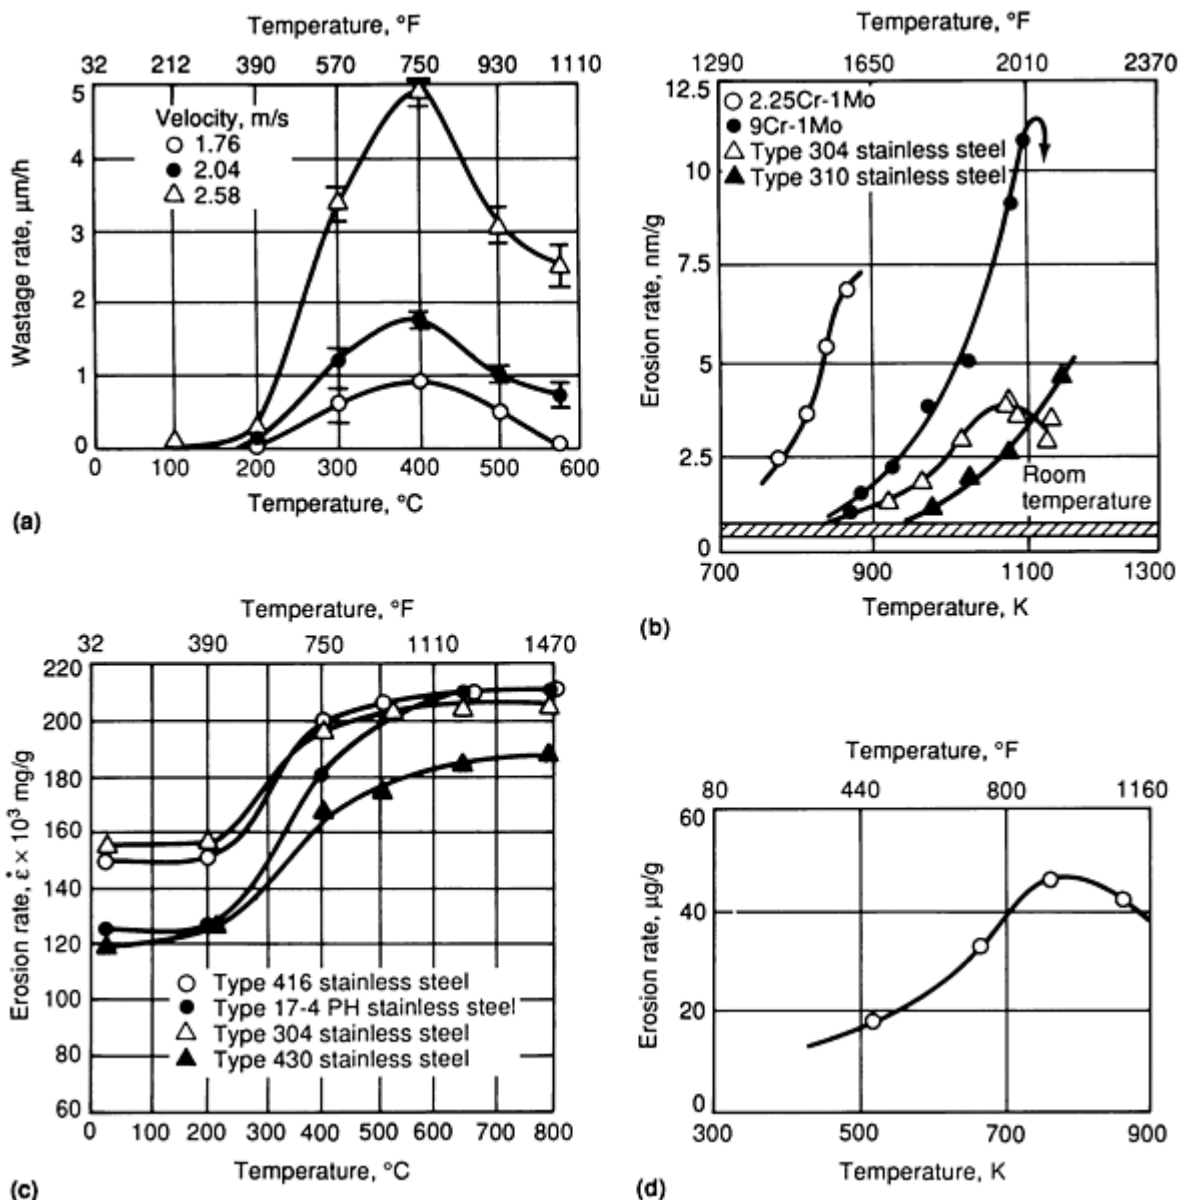 Temperature, °F
32 212 390 570 750 930 1110
5
4
3
2
1
0
Wastage rate, μm/h
Velocity, m/s
1.76
2.04
2.58
0 100 200 300 400 500 600
Temperature, °C
(a)
Temperature, °F
1290 1650 2010 2370
12.5
10
7.5
5
2.5
0
Erosion rate, nm/g
2.25Cr-1Mo
9Cr-1Mo
Type 304 stainless steel
Type 310 stainless steel
Room
temperature
700 900 1100 1300
Temperature, K
(b)
Temperature, °F
32 390 750 1110 1470
220
200
180
160
140
120
100
80
60
Erosion rate, ε̇ × 10³ mg/g
Type 416 stainless steel
Type 17-4 PH stainless steel
Type 304 stainless steel
Type 430 stainless steel
0 100 200 300 400 500 600 700 800
Temperature, °C
(c)
Temperature, °F
80 440 800 1160
60
40
20
0
Erosion rate, μg/g
300 500 700 900
Temperature, K
(d)